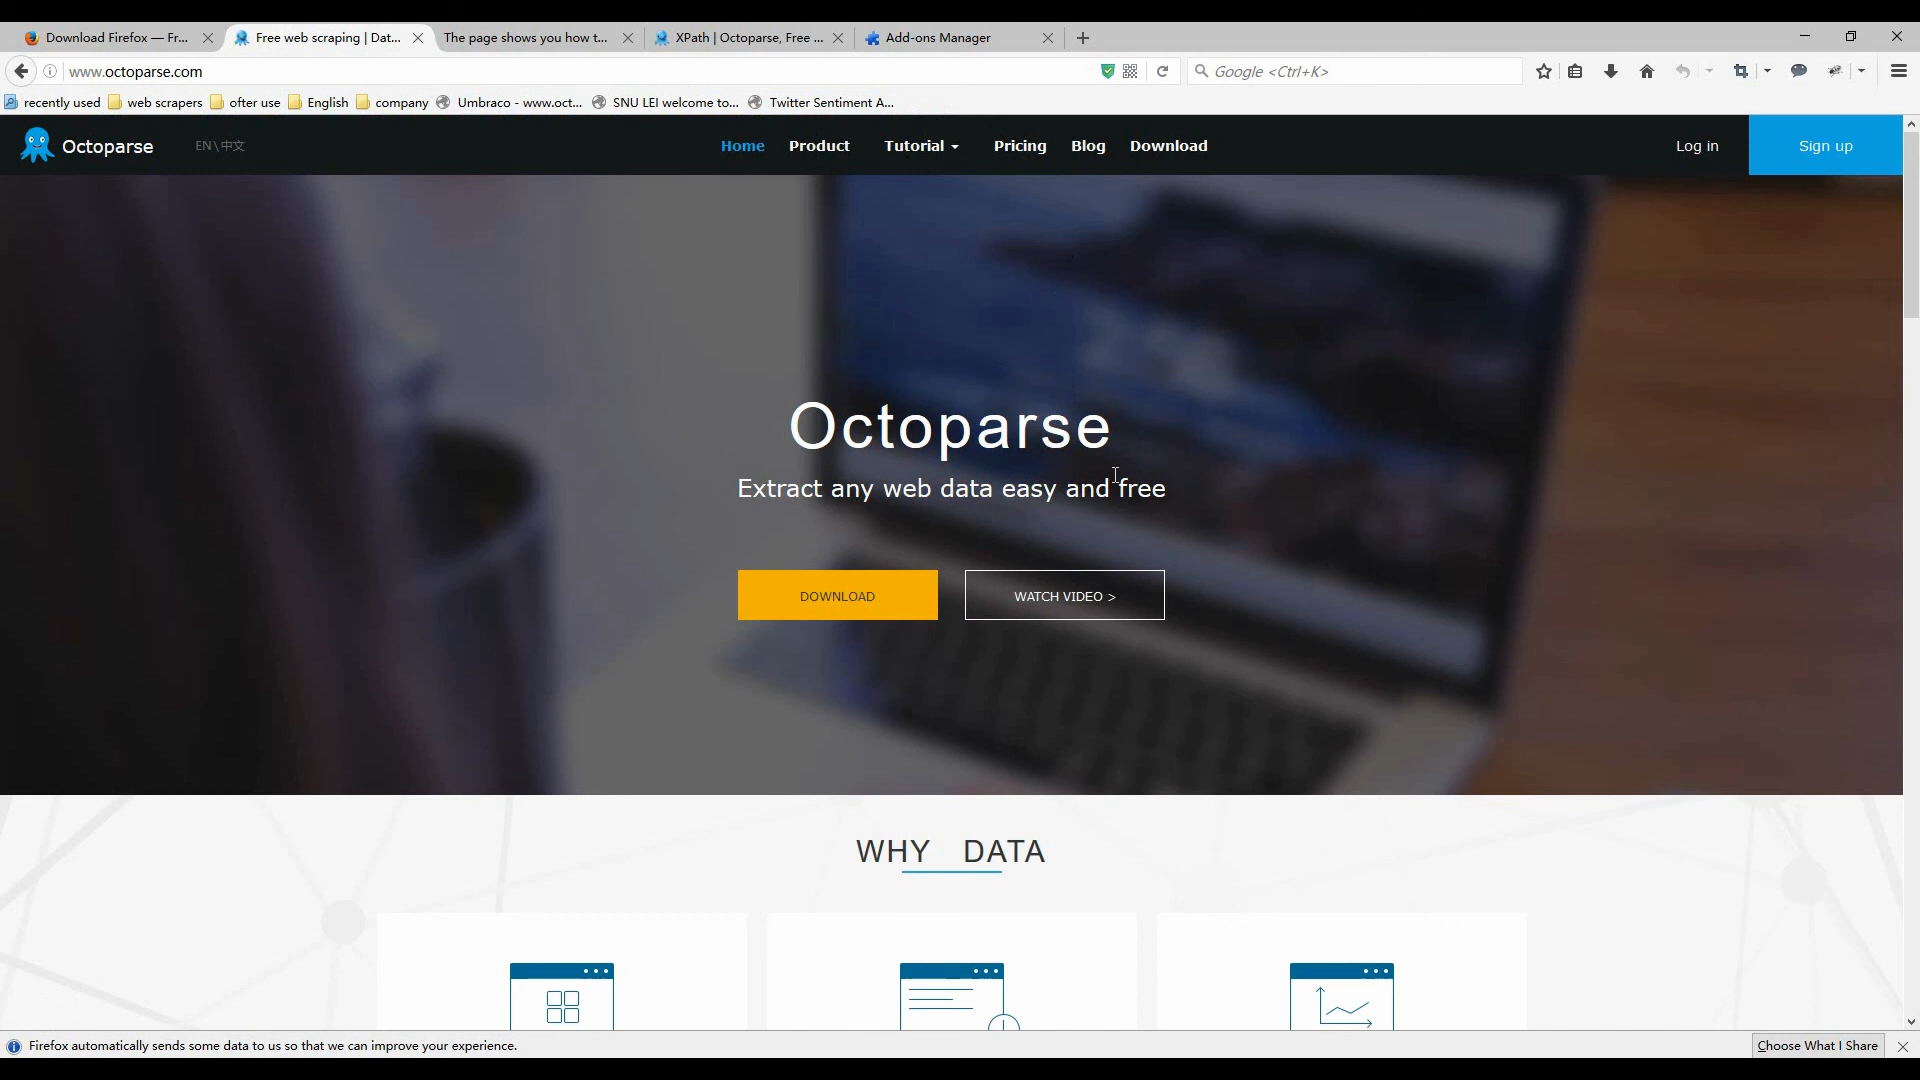 Download Firefox — Fr...
Free web scraping | Dat...
The page shows you how t...
XPath | Octoparse, Free ...
Add-ons Manager
www.octoparse.com
Google <Ctrl+K>
recently used
web scrapers
ofter use
English
company
Umbraco - www.oct...
SNU LEI welcome to...
Twitter Sentiment A...
Octoparse
EN\中文
Home
Product
Tutorial
Pricing
Blog
Download
Log in
Sign up
Octoparse
Extract any web data easy and free
DOWNLOAD
WATCH VIDEO >
WHY DATA
Firefox automatically sends some data to us so that we can improve your experience.
Choose What I Share